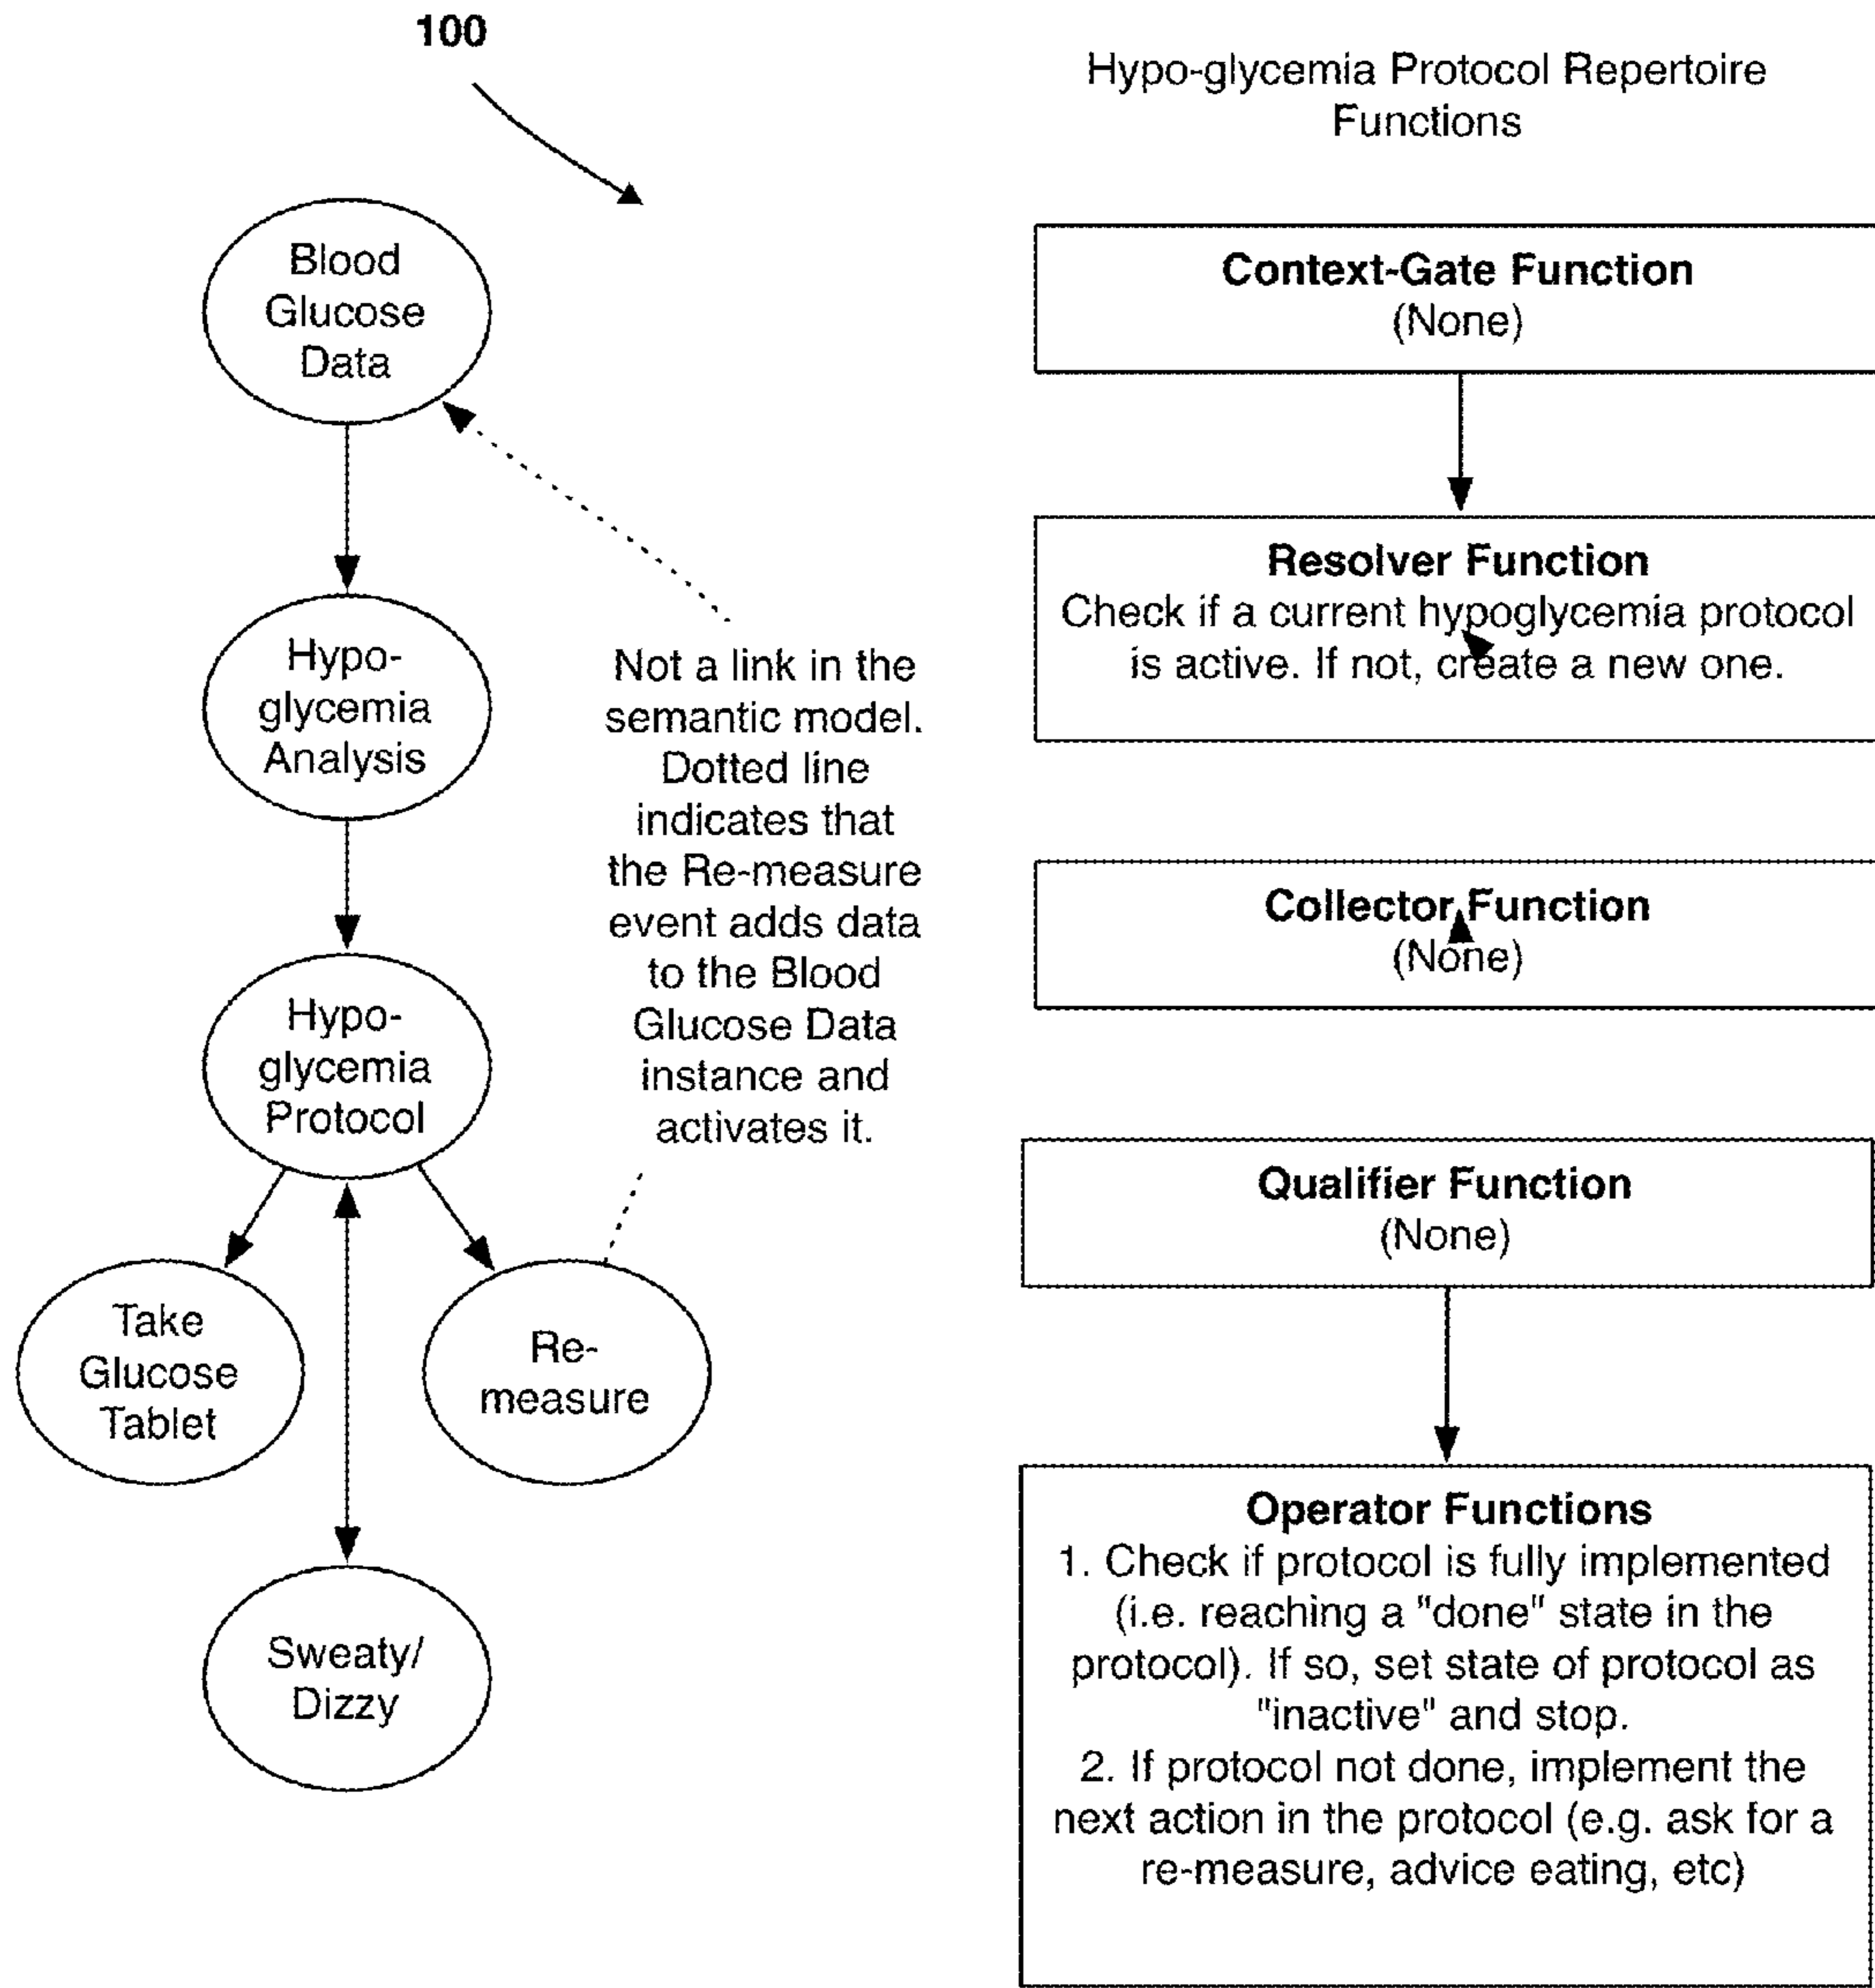 100
Hypo-glycemia Protocol Repertoire
Functions
Blood
Glucose
Data
Hypo-
glycemia
Analysis
Hypo-
glycemia
Protocol
Take
Glucose
Tablet
Re-
measure
Sweaty/
Dizzy
Not a link in the
semantic model.
Dotted line
indicates that
the Re-measure
event adds data
to the Blood
Glucose Data
instance and
activates it.
Context-Gate Function
(None)
Resolver Function
Check if a current hypoglycemia protocol
is active. If not, create a new one.
Collector Function
(None)
Qualifier Function
(None)
Operator Functions
1. Check if protocol is fully implemented
(i.e. reaching a "done" state in the
protocol). If so, set state of protocol as
"inactive" and stop.
2. If protocol not done, implement the
next action in the protocol (e.g. ask for a
re-measure, advice eating, etc)